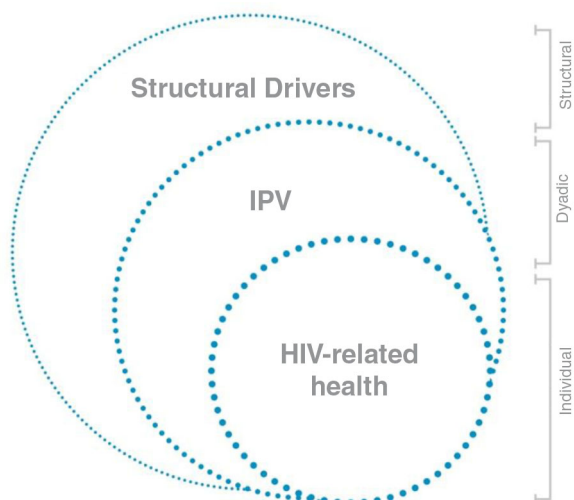 Structural Drivers
IPV
HIV-related
health
Structural
Dyadic
Individual